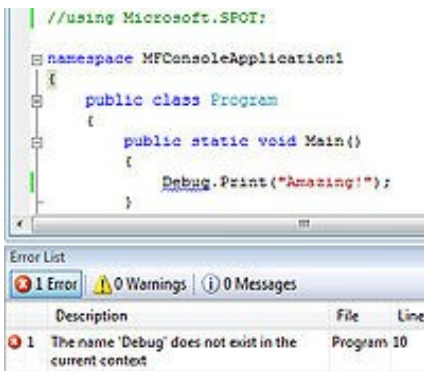 //using Microsoft.SPOT;
namespace MFConsoleApplication1
{
public class Program
{
public static void Main()
{
Debug.Print("Amazing!");
}
Error List
1 Error 0 Warnings 0 Messages
Description File Line
1 The name 'Debug' does not exist in the Program 10
current context